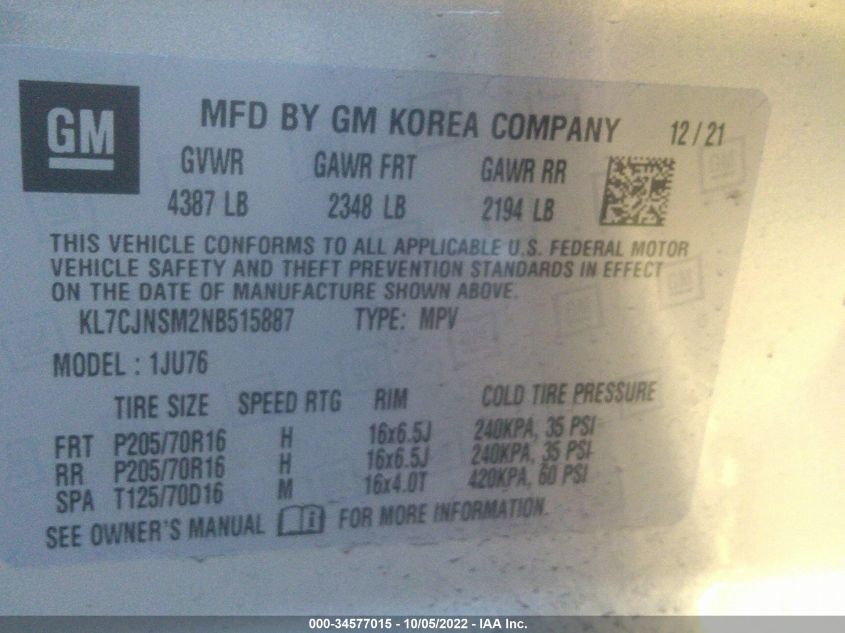 GM
MFD BY GM KOREA COMPANY 12/21
GVWR GAWR FRT GAWR RR
4387 LB 2348 LB 2194 LB
THIS VEHICLE CONFORMS TO ALL APPLICABLE U.S. FEDERAL MOTOR
VEHICLE SAFETY AND THEFT PREVENTION STANDARDS IN EFFECT
ON THE DATE OF MANUFACTURE SHOWN ABOVE.
KL7CJNSM2NB515887 TYPE: MPV
MODEL : 1JU76
TIRE SIZE SPEED RTG RIM COLD TIRE PRESSURE
FRT P205/70R16 H 16x6.5J 240KPA, 35 PSI
RR P205/70R16 H 16x6.5J 240KPA, 35 PSI
SPA T125/70D16 M 16x4.0T 420KPA, 60 PSI
SEE OWNER'S MANUAL FOR MORE INFORMATION.
000-34577015 - 10/05/2022 - IAA Inc.